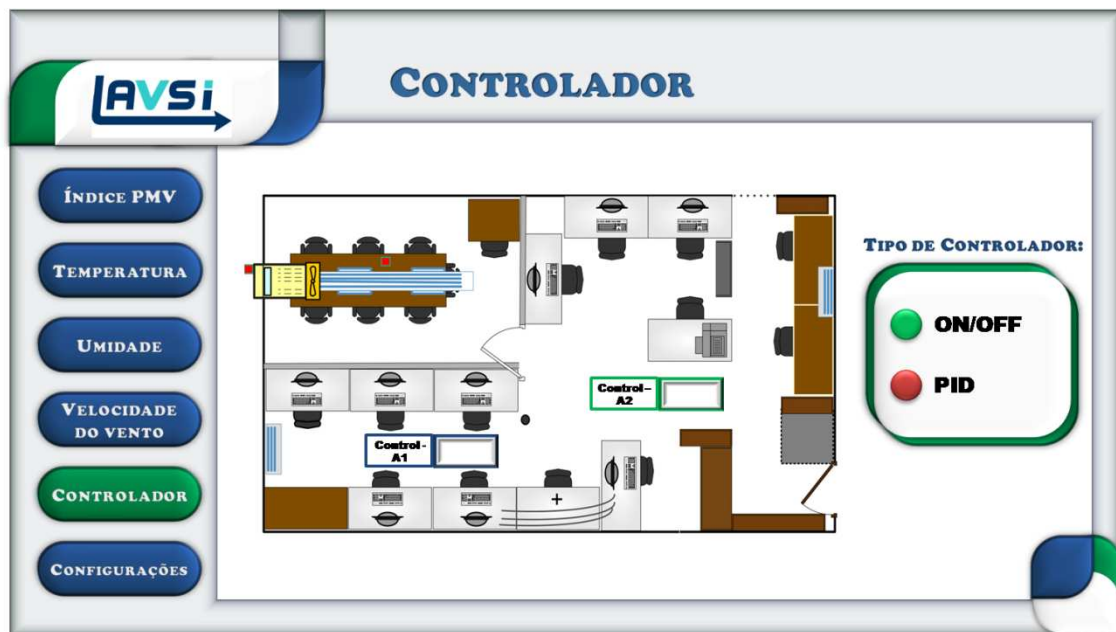 LAVSI
CONTROLADOR
ÍNDICE PMV
TEMPERATURA
UMIDADE
VELOCIDADE
DO VENTO
CONTROLADOR
CONFIGURAÇÕES
Control -
A1
Control -
A2
TIPO DE CONTROLADOR:
ON/OFF
PID